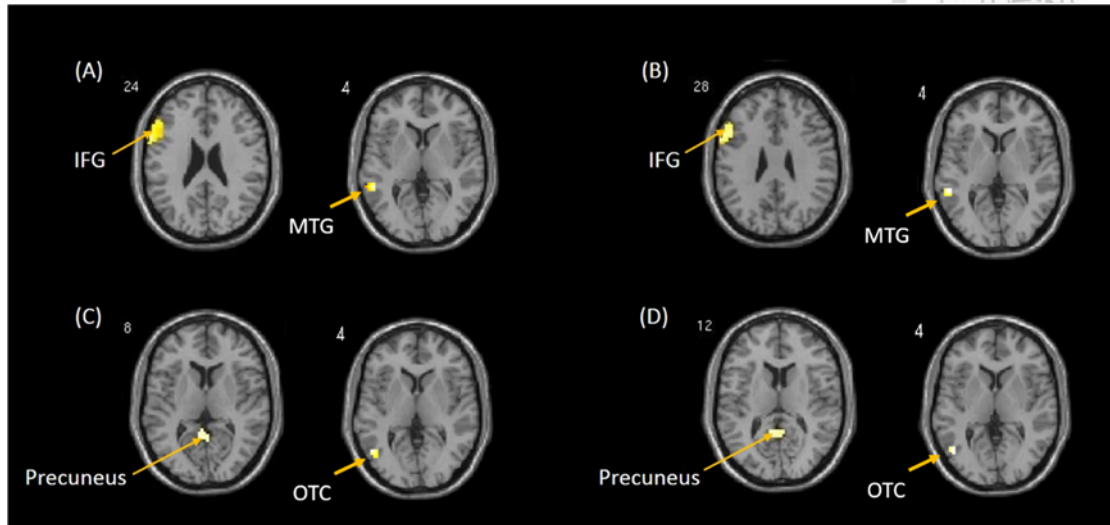 (A)
24
4
IFG
MTG
(B)
28
4
IFG
MTG
(C)
8
4
Precuneus
OTC
(D)
12
4
Precuneus
OTC